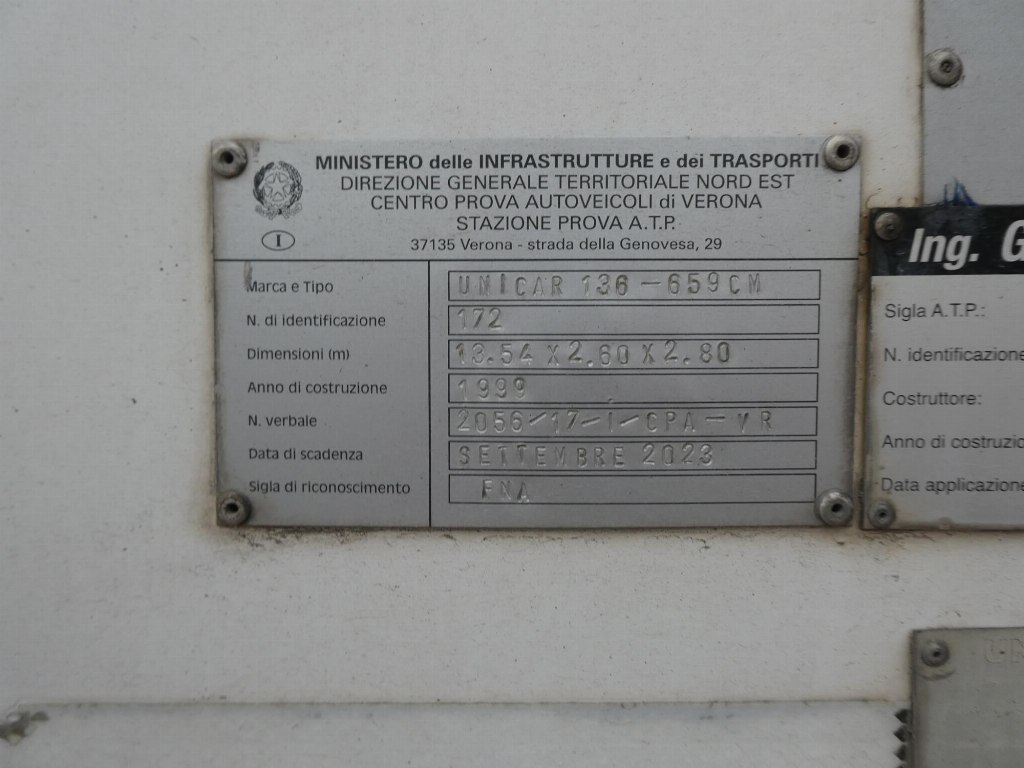 MINISTERO delle INFRASTRUTTURE e dei TRASPORTI
DIREZIONE GENERALE TERRITORIALE NORD EST
CENTRO PROVA AUTOVEICOLI di VERONA
STAZIONE PROVA A.T.P.
37135 Verona - strada della Genovesa, 29
I
Marca e Tipo UNICAR 136-659CM
N. di identificazione 172
Dimensioni (m) 13.54 X 2.60 X 2.80
Anno di costruzione 1999
N. verbale 2056/17-I-CPA-VR
Data di scadenza SETTEMBRE 2023
Sigla di riconoscimento FNA
Ing. G
Sigla A.T.P.:
N. identificazione
Costruttore:
Anno di costruzio
Data applicazione